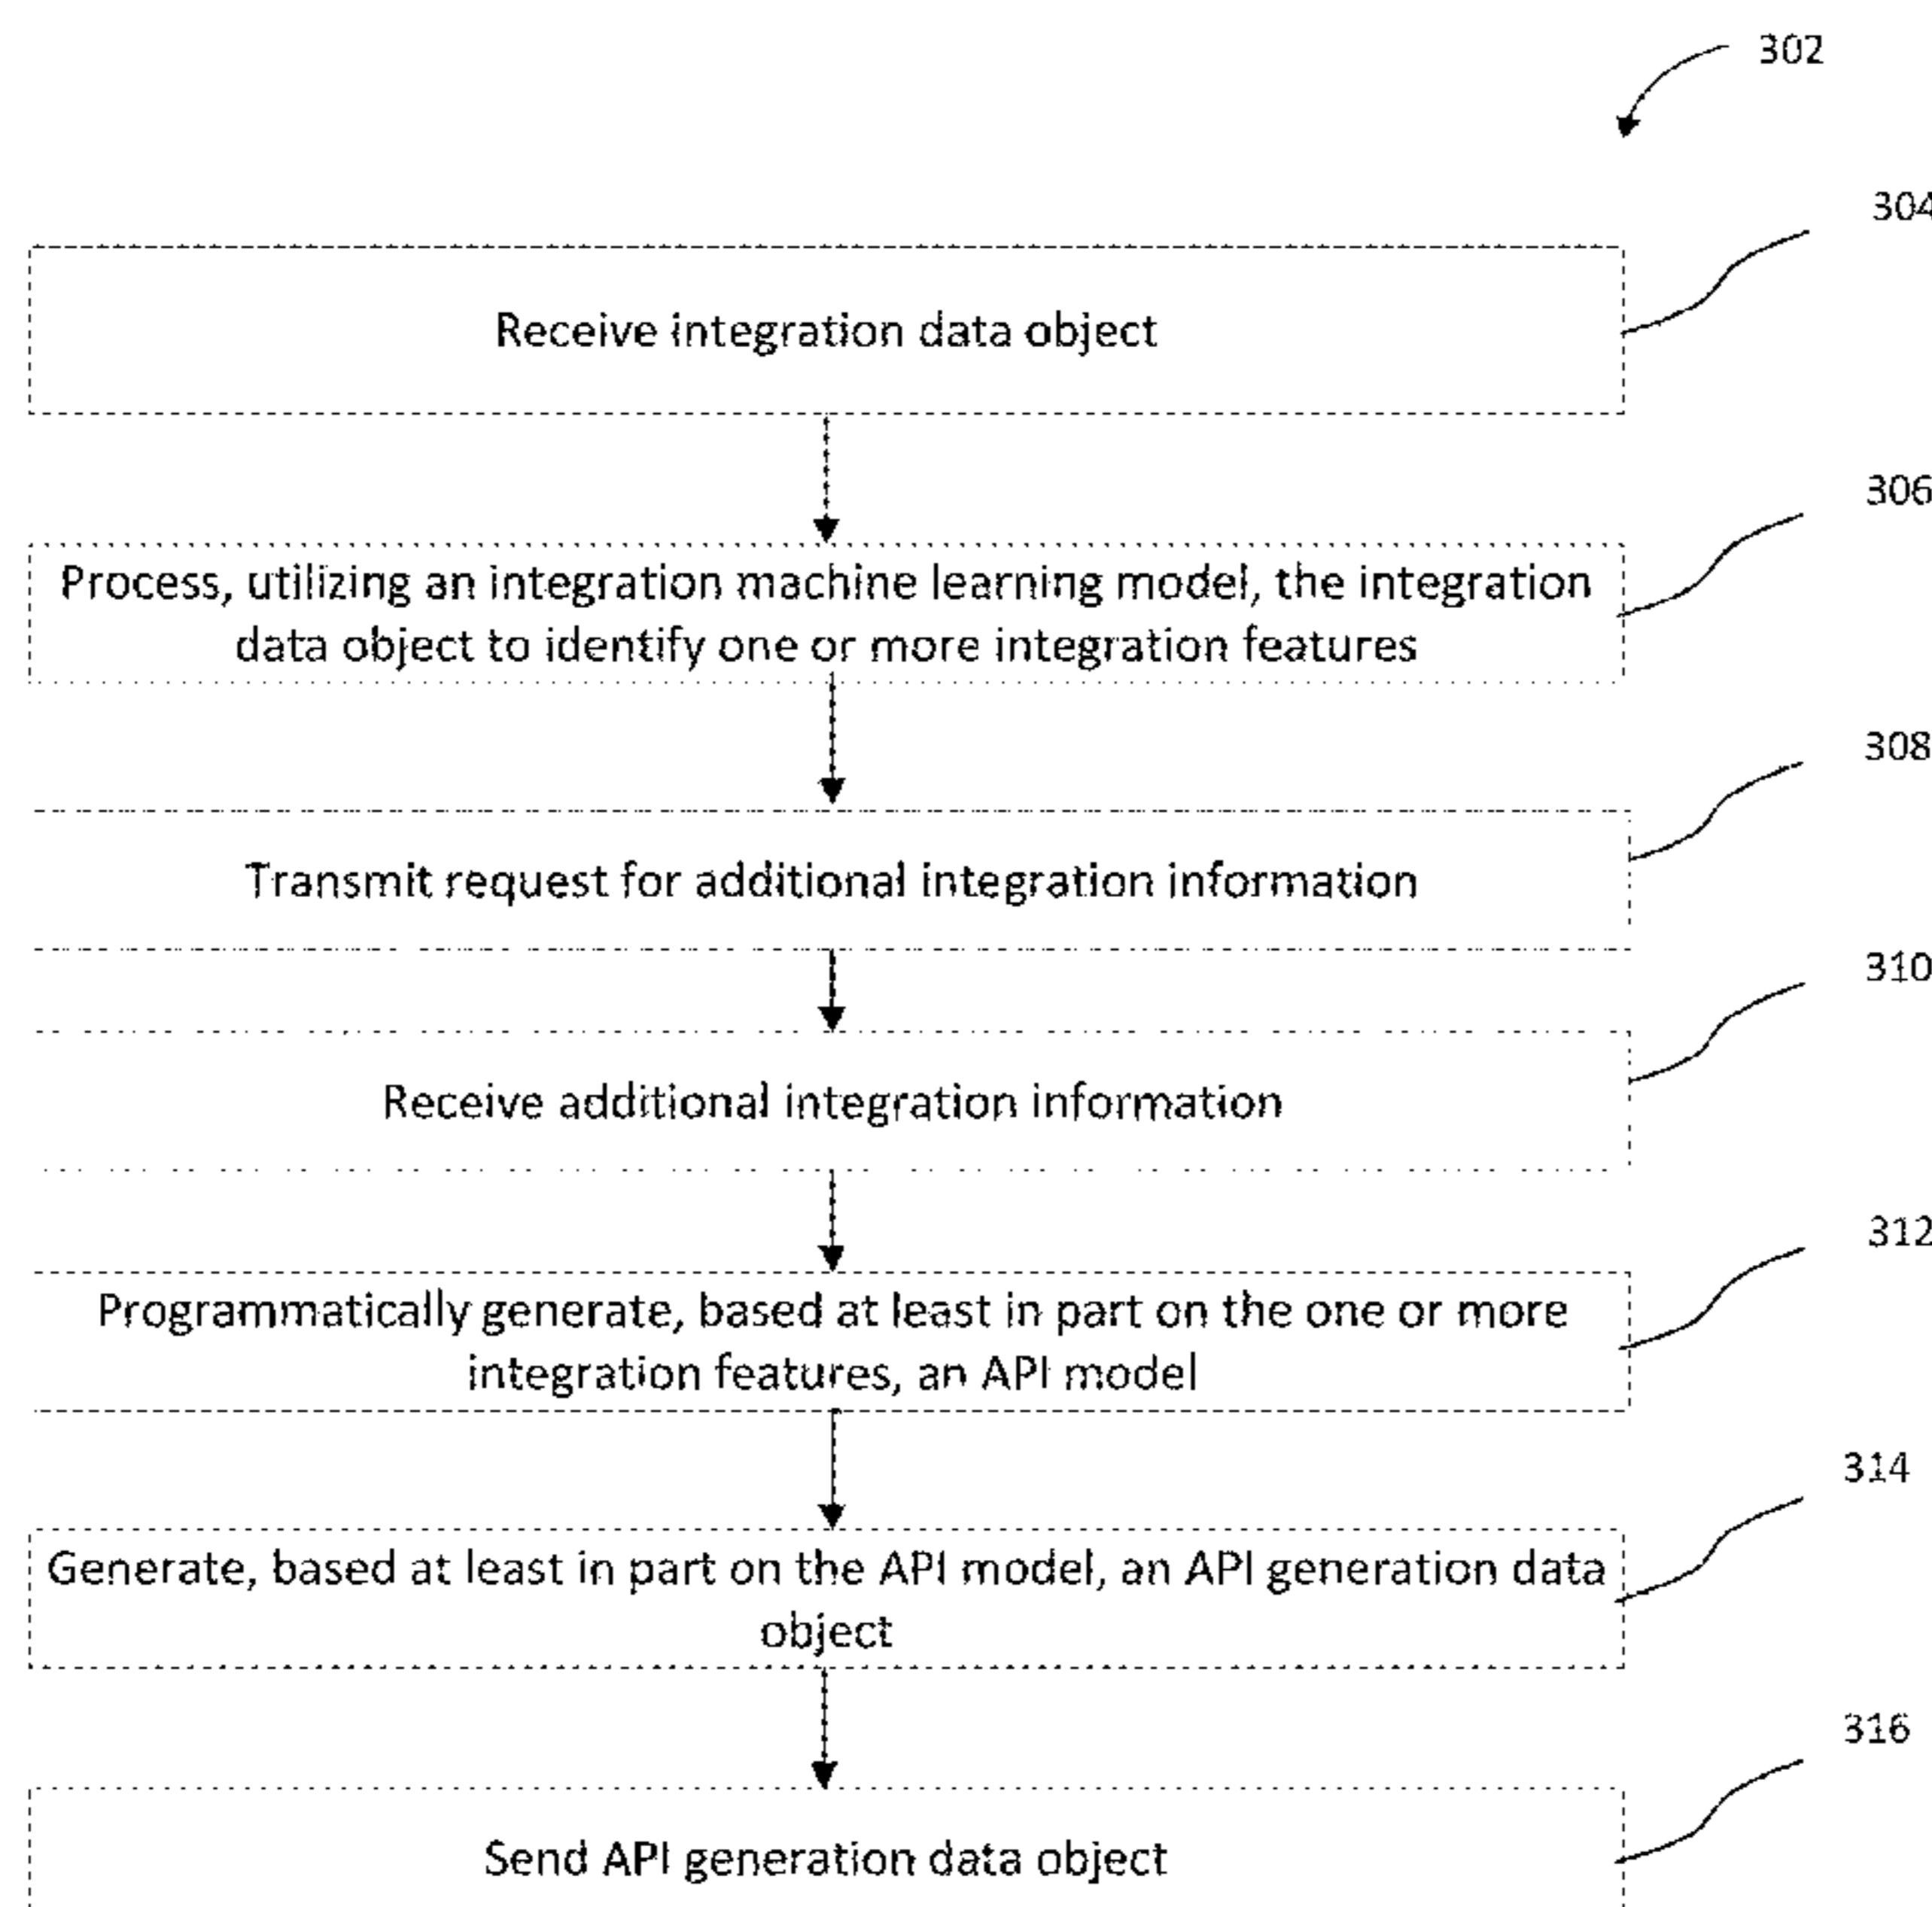 302
304
Receive integration data object
306
Process, utilizing an integration machine learning model, the integration
data object to identify one or more integration features
308
Transmit request for additional integration information
310
Receive additional integration information
312
Programmatically generate, based at least in part on the one or more
integration features, an API model
314
Generate, based at least in part on the API model, an API generation data
object
316
Send API generation data object